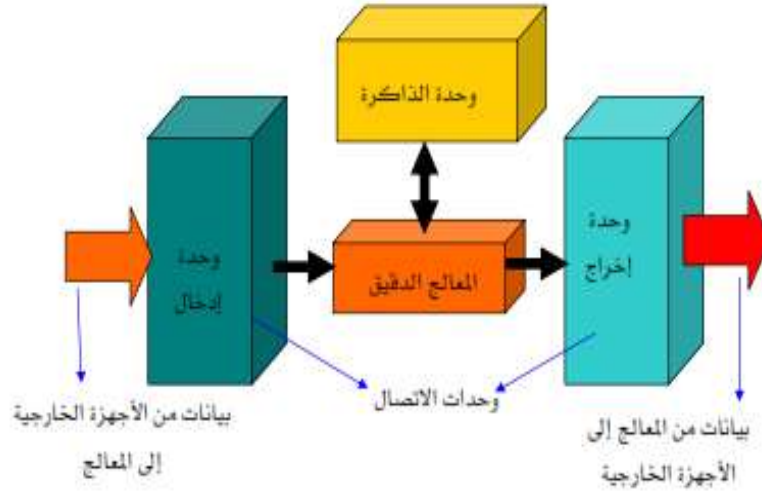 وحدة الذاكرة
وحدة
إخراج
المعالج الدقيق
وحدة
إدخال
وحدات الاتصال
بيانات من الأجهزة الخارجية
إلى المعالج
بيانات من المعالج إلى
الأجهزة الخارجية